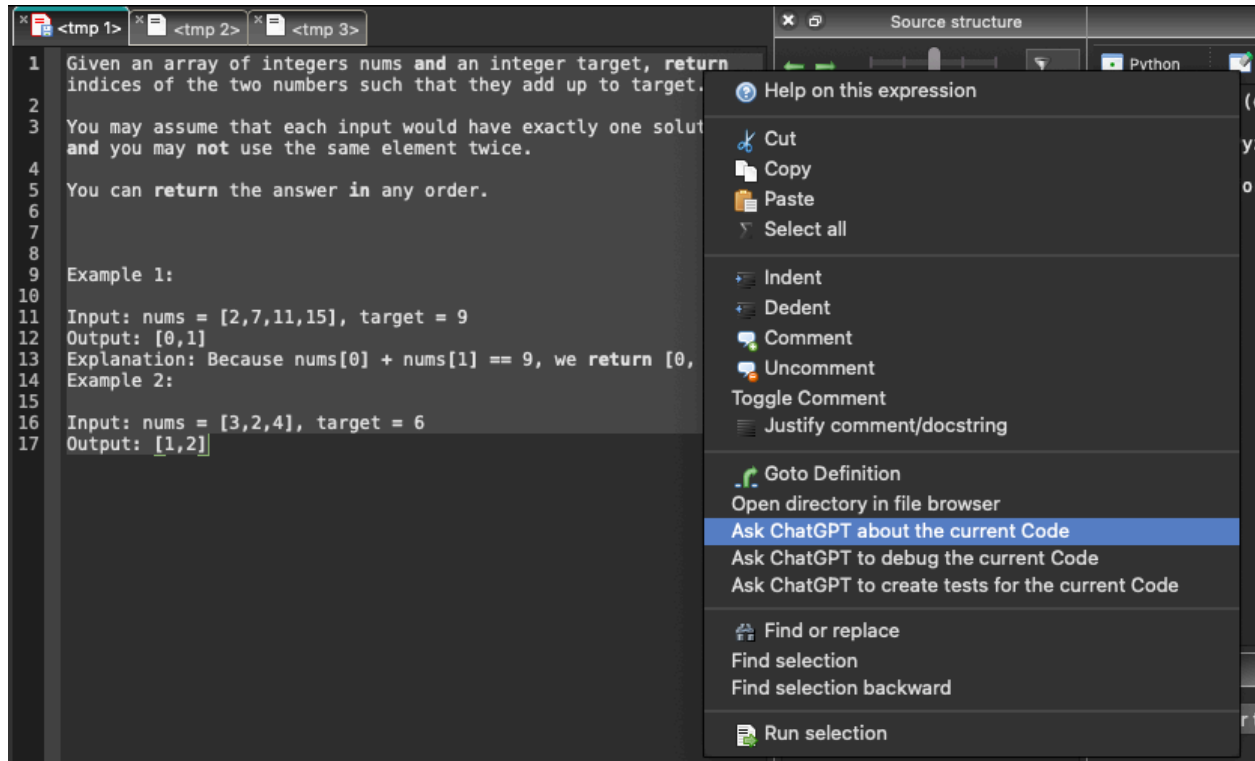 <tmp 1>
<tmp 2>
<tmp 3>
Source structure
1 Given an array of integers nums and an integer target, return
indices of the two numbers such that they add up to target.
2
3 You may assume that each input would have exactly one solut
and you may not use the same element twice.
4
5 You can return the answer in any order.
6
7
8
9 Example 1:
10
11 Input: nums = [2,7,11,15], target = 9
12 Output: [0,1]
13 Explanation: Because nums[0] + nums[1] == 9, we return [0,
14 Example 2:
15
16 Input: nums = [3,2,4], target = 6
17 Output: [1,2]
Python
Help on this expression
Cut
Copy
Paste
Select all
Indent
Dedent
Comment
Uncomment
Toggle Comment
Justify comment/docstring
Goto Definition
Open directory in file browser
Ask ChatGPT about the current Code
Ask ChatGPT to debug the current Code
Ask ChatGPT to create tests for the current Code
Find or replace
Find selection
Find selection backward
Run selection